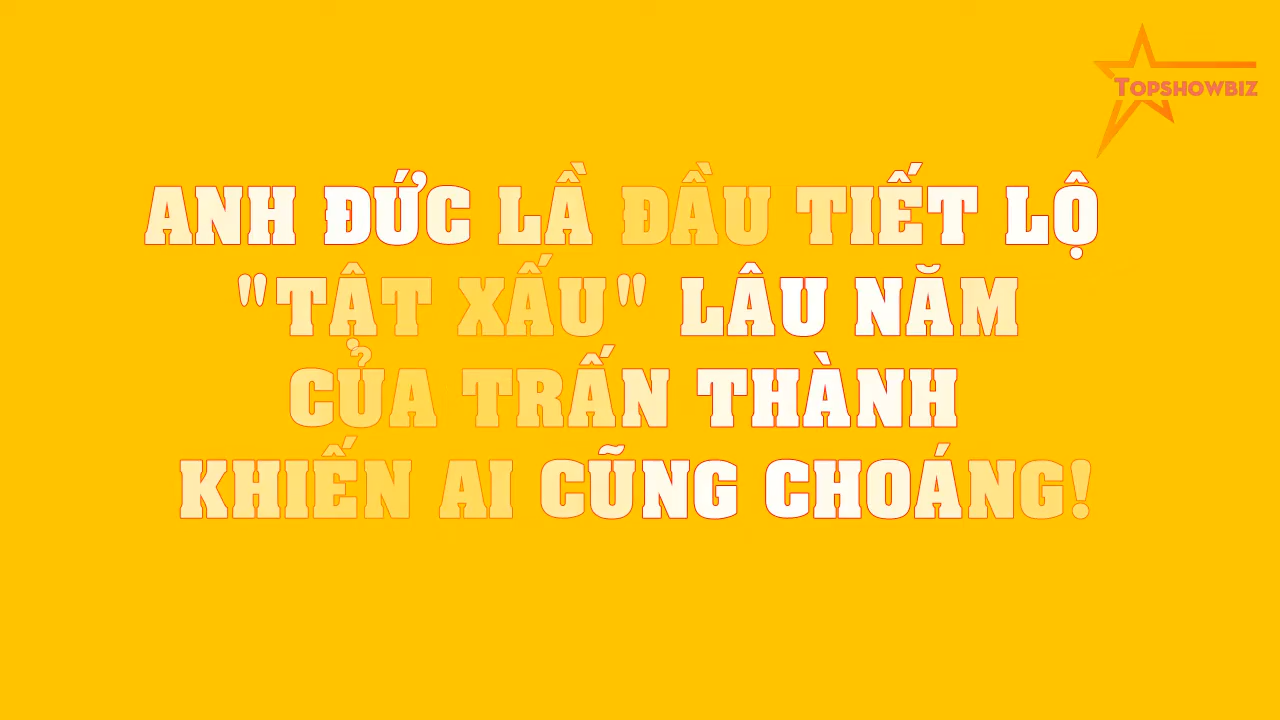 TOPSHOWBIZ
ANH ĐỨC LẦ ĐẦU TIẾT LỘ
"TẬT XẤU" LÂU NĂM
CỦA TRẤN THÀNH
KHIẾN AI CŨNG CHOÁNG!